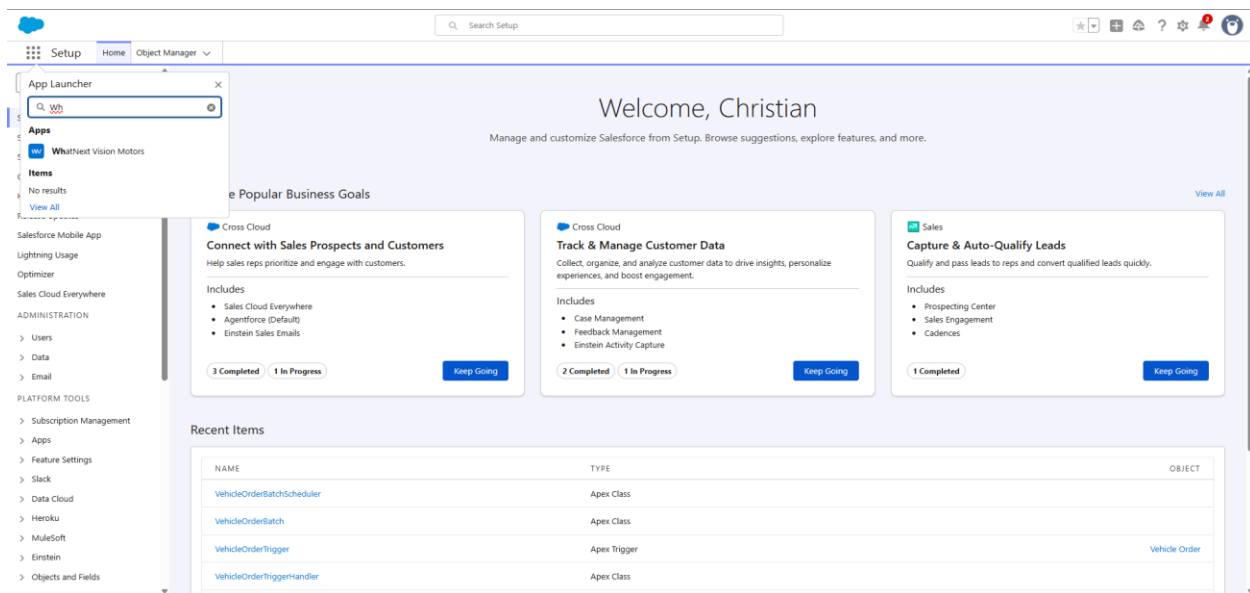 Search Setup
2
Setup
Home
Object Manager
App Launcher
Wh
Apps
WV
WhatNext Vision Motors
Items
No results
View All
Salesforce Mobile App
Lightning Usage
Optimizer
Sales Cloud Everywhere
ADMINISTRATION
Users
Data
Email
PLATFORM TOOLS
Subscription Management
Apps
Feature Settings
Slack
Data Cloud
Heroku
MuleSoft
Einstein
Objects and Fields
Welcome, Christian
Manage and customize Salesforce from Setup. Browse suggestions, explore features, and more.
Popular Business Goals
View All
Cross Cloud
Connect with Sales Prospects and Customers
Help sales reps prioritize and engage with customers.
Includes
• Sales Cloud Everywhere
• Agentforce (Default)
• Einstein Sales Emails
3 Completed
1 In Progress
Keep Going
Cross Cloud
Track & Manage Customer Data
Collect, organize, and analyze customer data to drive insights, personalize
experiences, and boost engagement.
Includes
• Case Management
• Feedback Management
• Einstein Activity Capture
2 Completed
1 In Progress
Keep Going
Sales
Capture & Auto-Qualify Leads
Qualify and pass leads to reps and convert qualified leads quickly.
Includes
• Prospecting Center
• Sales Engagement
• Cadences
1 Completed
Keep Going
Recent Items
NAME TYPE OBJECT
VehicleOrderBatchScheduler Apex Class
VehicleOrderBatch Apex Class
VehicleOrderTrigger Apex Trigger Vehicle Order
VehicleOrderTriggerHandler Apex Class